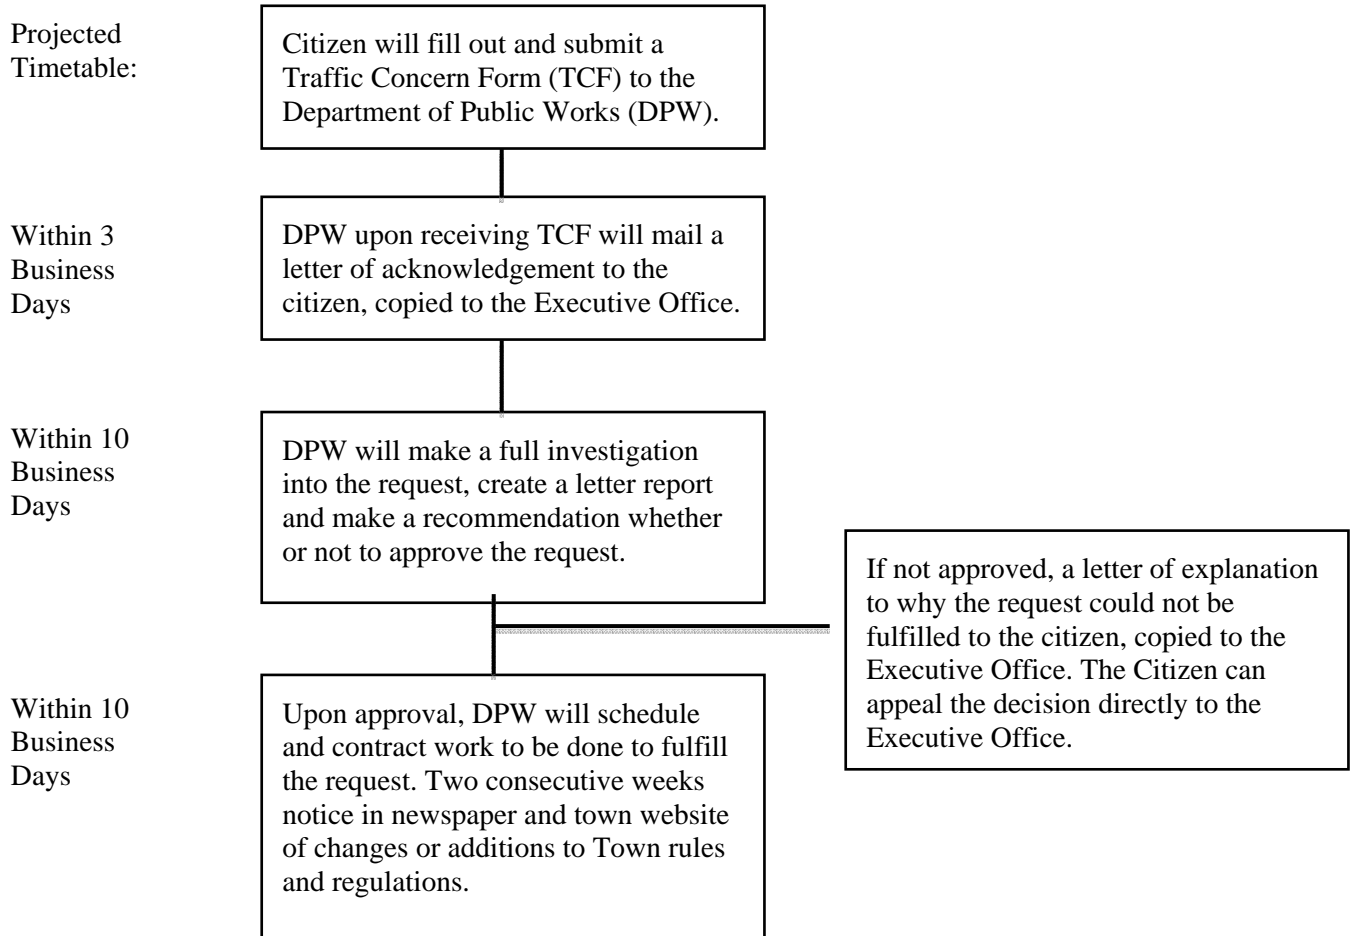 Projected
Timetable:
Citizen will fill out and submit a
Traffic Concern Form (TCF) to the
Department of Public Works (DPW).
Within 3
Business
Days
DPW upon receiving TCF will mail a
letter of acknowledgement to the
citizen, copied to the Executive Office.
Within 10
Business
Days
DPW will make a full investigation
into the request, create a letter report
and make a recommendation whether
or not to approve the request.
If not approved, a letter of explanation
to why the request could not be
fulfilled to the citizen, copied to the
Executive Office. The Citizen can
appeal the decision directly to the
Executive Office.
Within 10
Business
Days
Upon approval, DPW will schedule
and contract work to be done to fulfill
the request. Two consecutive weeks
notice in newspaper and town website
of changes or additions to Town rules
and regulations.